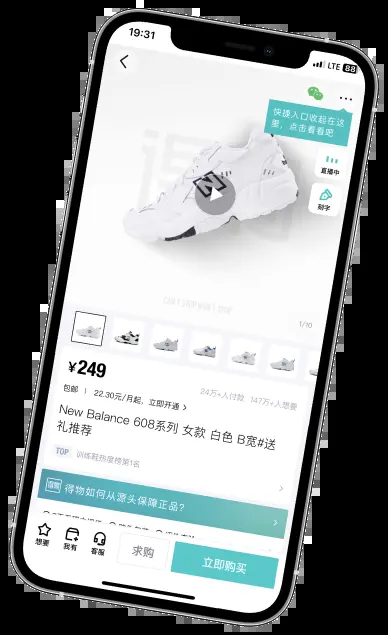 19:31
LTE 89
快捷入口收起在这
里，点击看看吧
直播中
刻字
N
1/10
¥249
24万+人付款 147万+人想要
包邮 | 22.30元/月起，立即开通 >
New Balance 608系列 女款 白色 B宽#送
礼推荐
TOP 训练鞋热度榜第1名
得物如何从源头保障正品？
想要
我有
客服
求购
立即购买